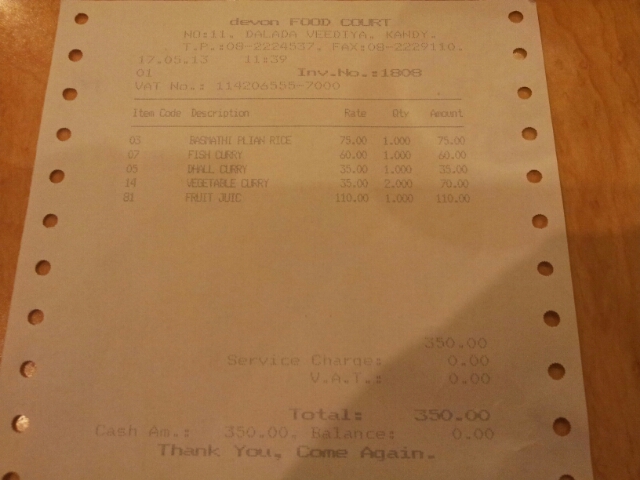 devon FOOD COURT
NO:11, DALADA VEEDIYA, KANDY.
T.P.:08-2224537, FAX:08-2229110.
17.05.13 11:39
01 Inv.No.:1808
VAT No.: 114206555-7000
Item Code Description Rate Qty Amount
03 BASMATHI PLIAN RICE 75.00 1.000 75.00
07 FISH CURRY 60.00 1.000 60.00
05 DHALL CURRY 35.00 1.000 35.00
14 VEGETABLE CURRY 35.00 2.000 70.00
81 FRUIT JUIC 110.00 1.000 110.00
350.00
Service Charge: 0.00
V.A.T.: 0.00
Total: 350.00
Cash Am.: 350.00, Balance: 0.00
Thank You, Come Again.